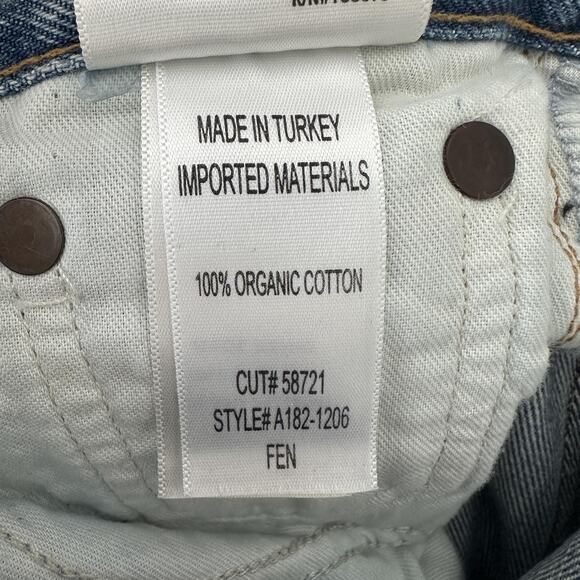 MADE IN TURKEY
IMPORTED MATERIALS
100% ORGANIC COTTON
CUT# 58721
STYLE# A182-1206
FEN